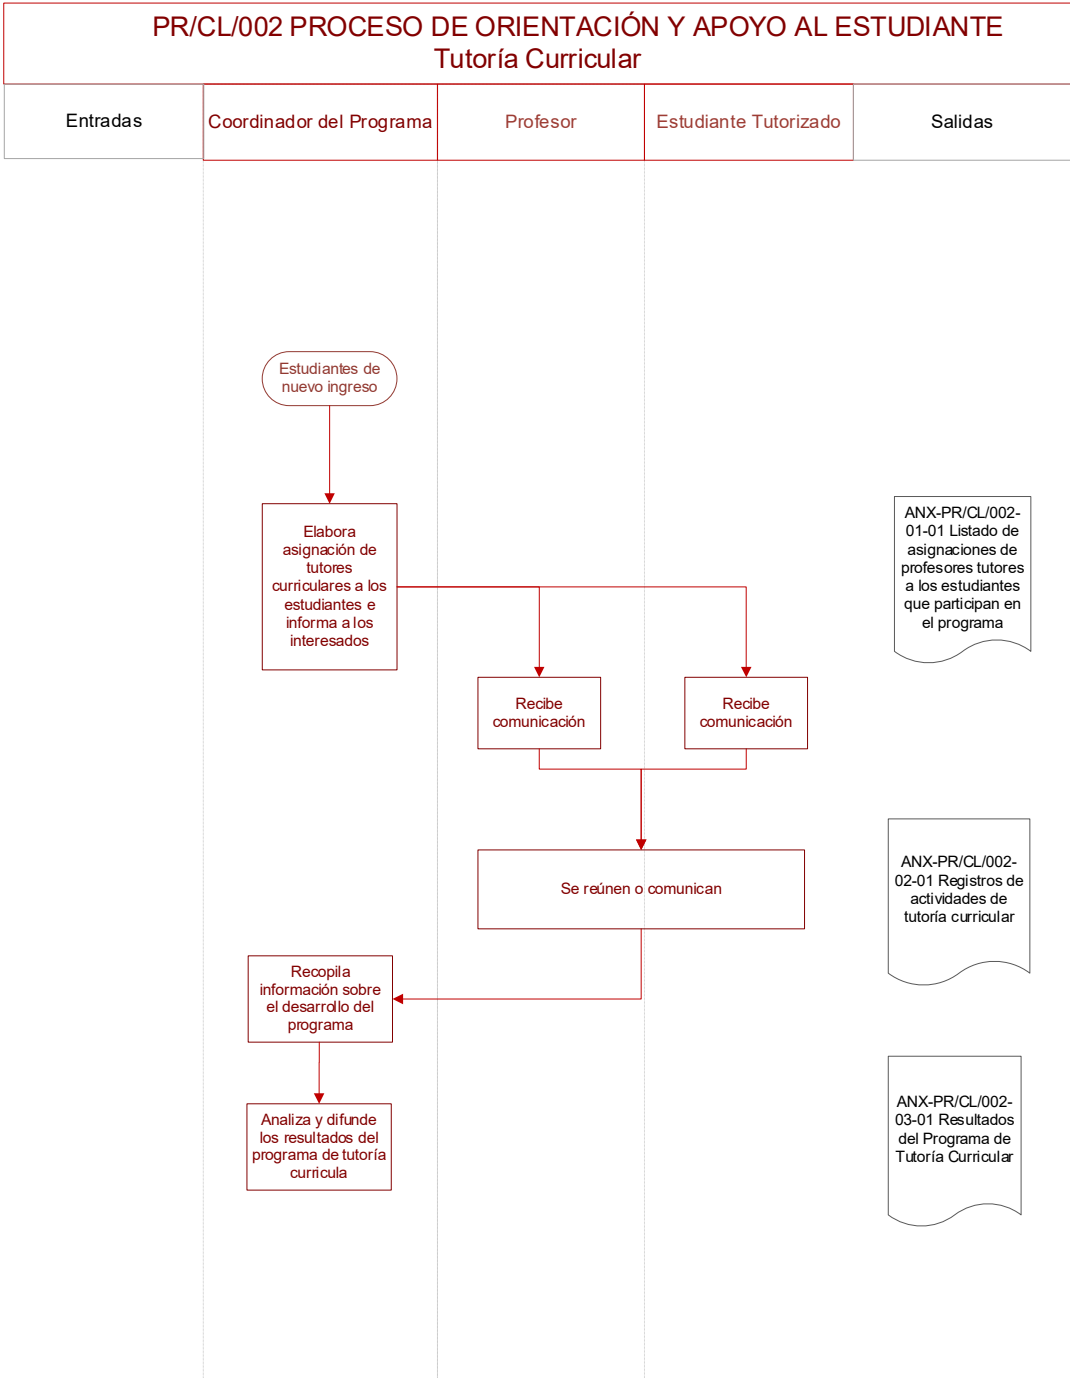 PR/CL/002 PROCESO DE ORIENTACIÓN Y APOYO AL ESTUDIANTE
Tutoría Curricular
Entradas
Coordinador del Programa
Profesor
Estudiante Tutorizado
Salidas
Estudiantes de
nuevo ingreso
Elabora
asignación de
tutores
curriculares a los
estudiantes e
informa a los
interesados
ANX-PR/CL/002-
01-01 Listado de
asignaciones de
profesores tutores
a los estudiantes
que participan en
el programa
Recibe
comunicación
Recibe
comunicación
Se reúnen o comunican
ANX-PR/CL/002-
02-01 Registros de
actividades de
tutoría curricular
Recopila
información sobre
el desarrollo del
programa
Analiza y difunde
los resultados del
programa de tutoría
curricula
ANX-PR/CL/002-
03-01 Resultados
del Programa de
Tutoría Curricular